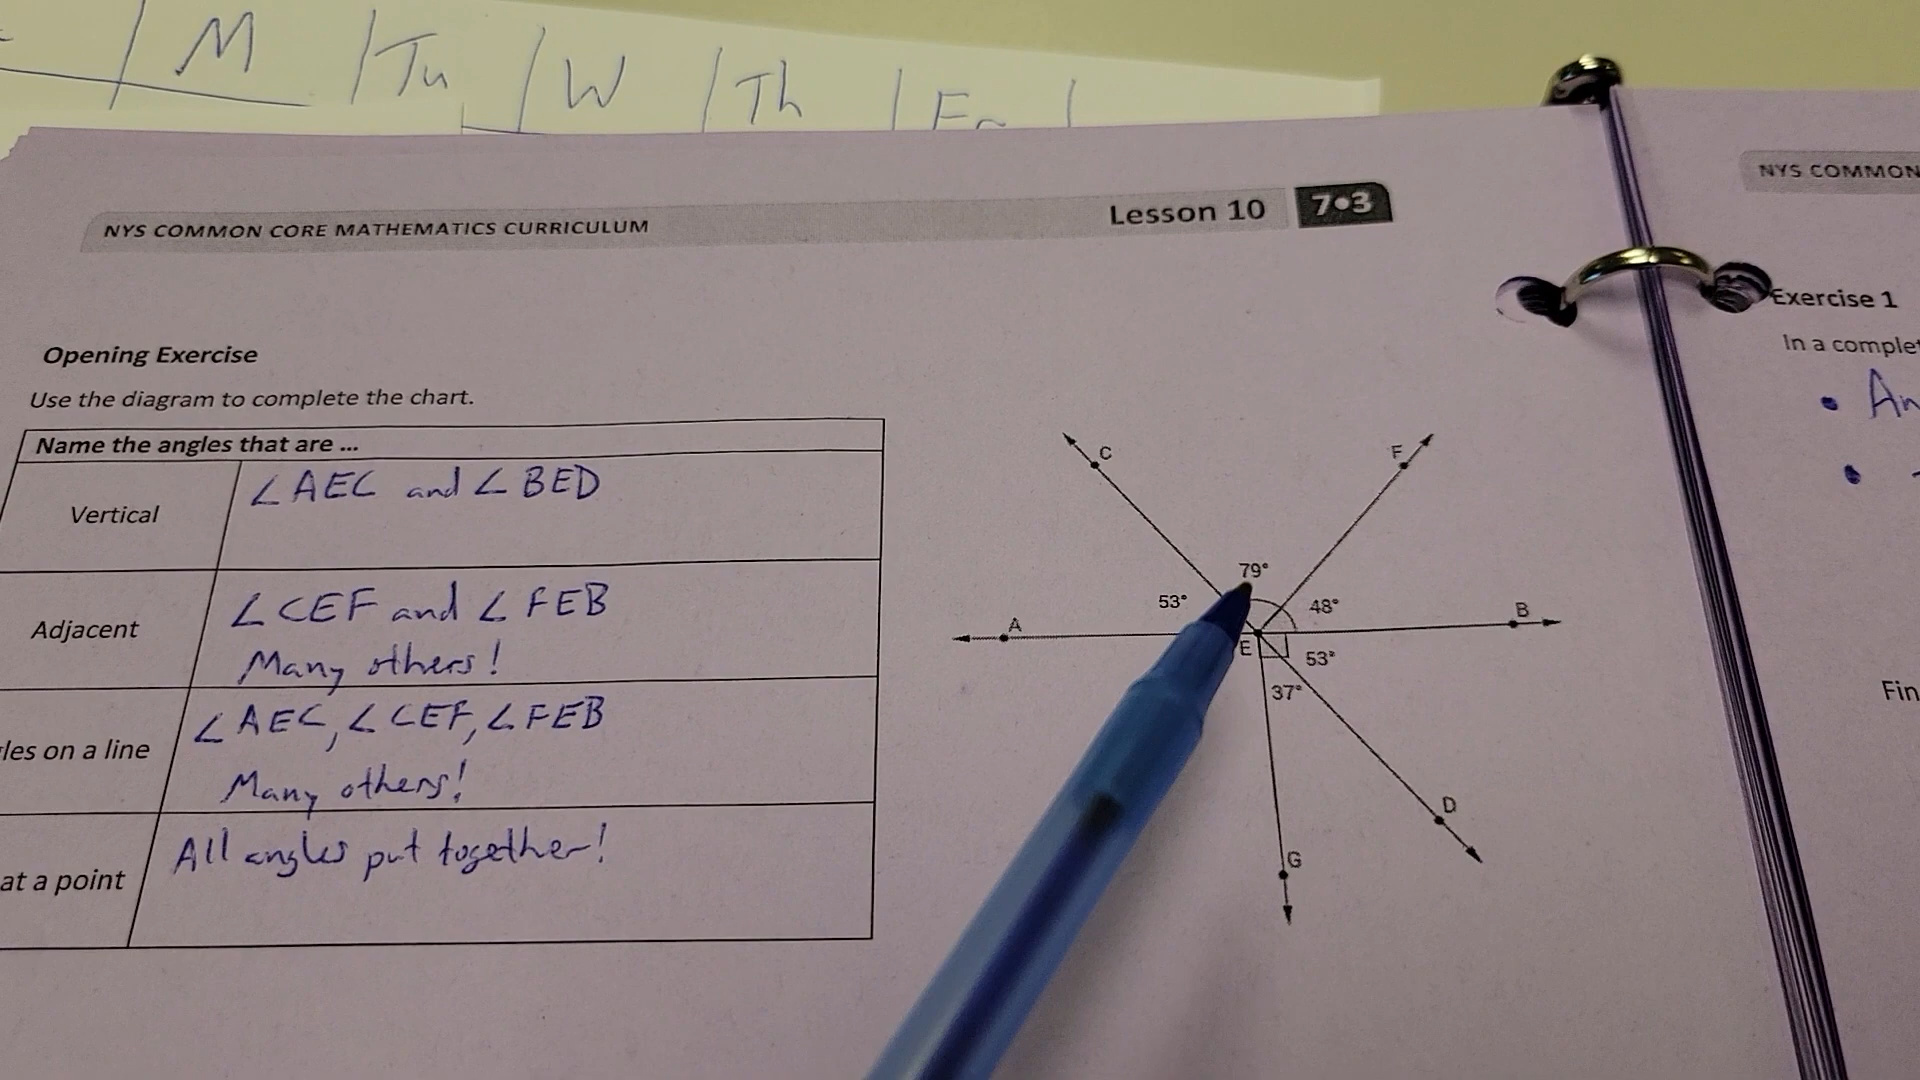 M Tu W Th
NYS COMMON CORE MATHEMATICS CURRICULUM
Lesson 10
7•3
Opening Exercise
Use the diagram to complete the chart.
Name the angles that are ...
Vertical
∠AEC and ∠BED
Adjacent
∠CEF and ∠FEB
Many others!
les on a line
∠AEC, ∠CEF, ∠FEB
Many others!
at a point
All angles put together!
C
F
79°
53°
48°
A
B
E
53°
37°
D
G
NYS COMMON
Exercise 1
In a complet
• An
Fin